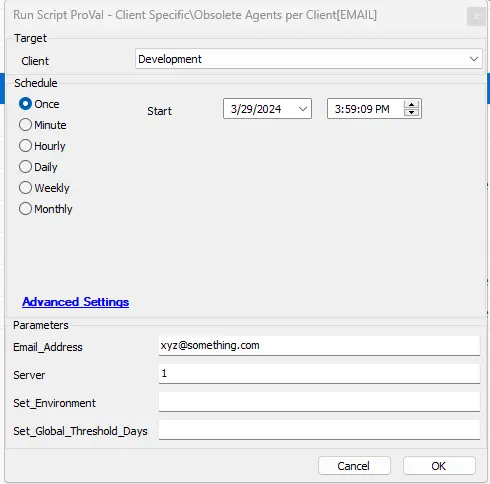 Run Script ProVal - Client Specific\Obsolete Agents per Client[EMAIL]
Target
Client Development
Schedule
Once Start 3/29/2024 3:59:09 PM
Minute
Hourly
Daily
Weekly
Monthly
Advanced Settings
Parameters
Email_Address xyz@something.com
Server 1
Set_Environment
Set_Global_Threshold_Days
Cancel OK